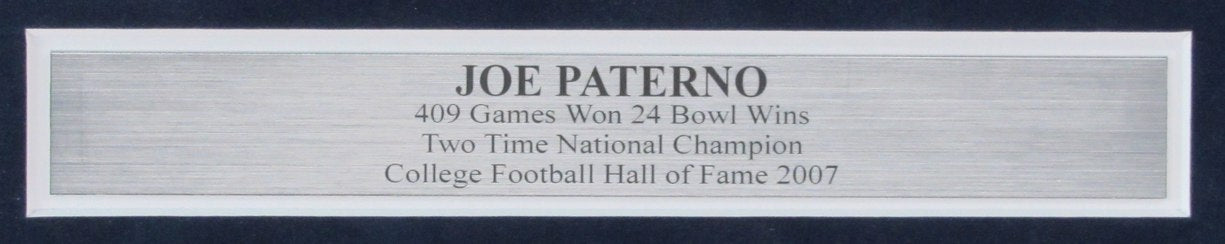 JOE PATERNO
409 Games Won 24 Bowl Wins
Two Time National Champion
College Football Hall of Fame 2007